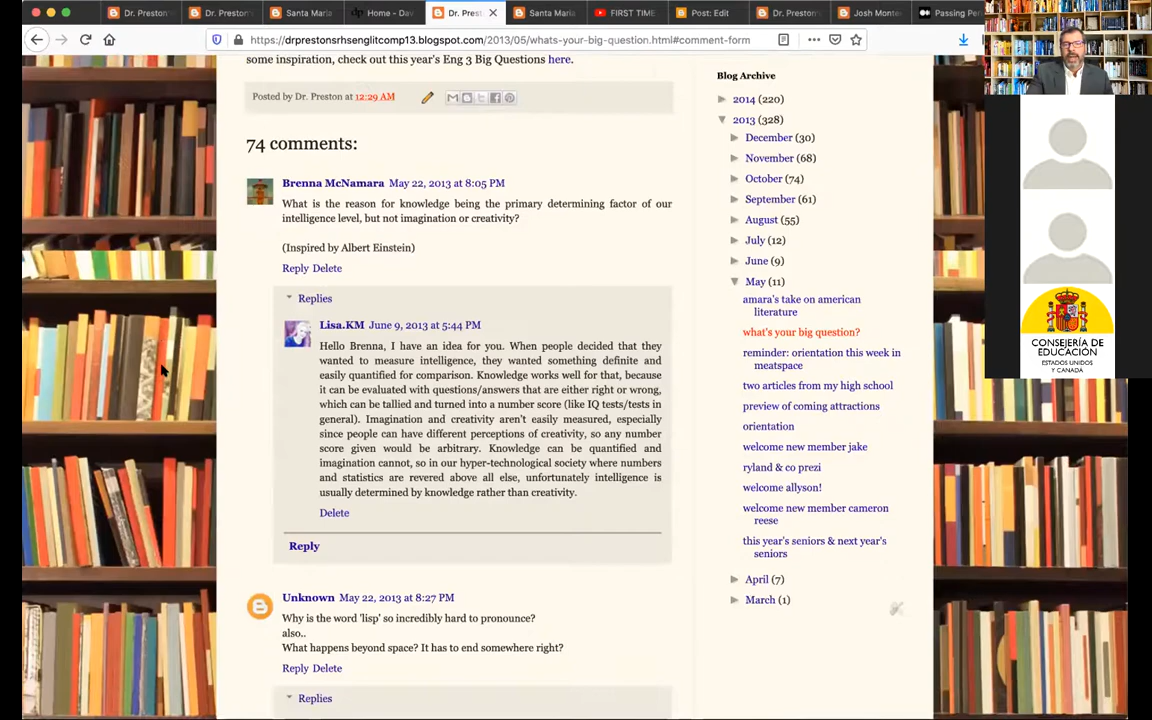 Dr. Preston's
Dr. Preston's
Santa Maria
Home - Dav
Dr. Prest
Santa Maria
FIRST TIME
Post: Edit
Dr. Preston's
Josh Monte
Passing Per
https://drprestonsrhsenglitcomp13.blogspot.com/2013/05/whats-your-big-question.html#comment-form
some inspiration, check out this year's Eng 3 Big Questions here.
Posted by Dr. Preston at 12:29 AM
74 comments:
Brenna McNamara May 22, 2013 at 8:05 PM
What is the reason for knowledge being the primary determining factor of our
intelligence level, but not imagination or creativity?
(Inspired by Albert Einstein)
Reply Delete
Replies
Lisa.KM June 9, 2013 at 5:44 PM
Hello Brenna, I have an idea for you. When people decided that they
wanted to measure intelligence, they wanted something definite and
easily quantified for comparison. Knowledge works well for that, because
it can be evaluated with questions/answers that are either right or wrong,
which can be tallied and turned into a number score (like IQ tests/tests in
general). Imagination and creativity aren't easily measured, especially
since people can have different perceptions of creativity, so any number
score given would be arbitrary. Knowledge can be quantified and
imagination cannot, so in our hyper-technological society where numbers
and statistics are revered above all else, unfortunately intelligence is
usually determined by knowledge rather than creativity.
Delete
Reply
Unknown May 22, 2013 at 8:27 PM
Why is the word 'lisp' so incredibly hard to pronounce?
also..
What happens beyond space? It has to end somewhere right?
Reply Delete
Replies
Blog Archive
► 2014 (220)
▼ 2013 (328)
► December (30)
► November (68)
► October (74)
► September (61)
► August (55)
► July (12)
► June (9)
▼ May (11)
amara's take on american
literature
what's your big question?
reminder: orientation this week in
meatspace
two articles from my high school
preview of coming attractions
orientation
welcome new member jake
ryland & co prezi
welcome allyson!
welcome new member cameron
reese
this year's seniors & next year's
seniors
► April (7)
► March (1)
CONSEJERÍA
DE EDUCACIÓN
ESTADOS UNIDOS
Y CANADÁ